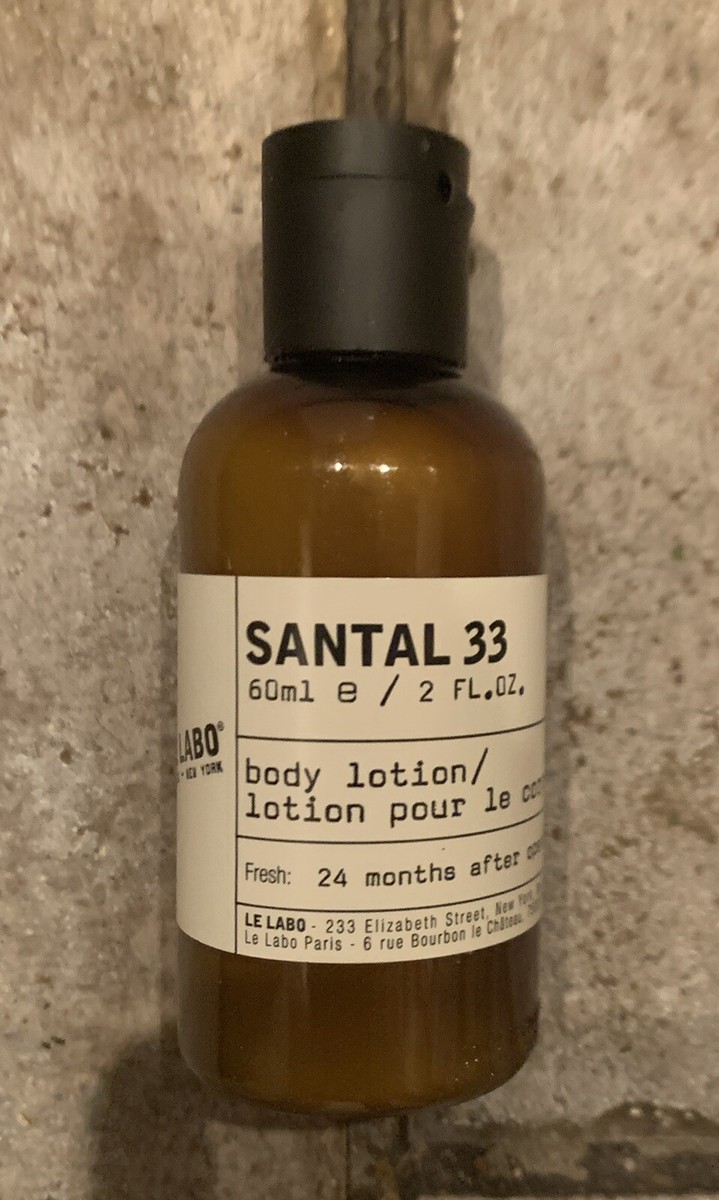 SANTAL 33
60ml e / 2 FL.OZ.
LABO®
- NEW YORK
body lotion/
lotion pour le
Fresh: 24 months after
LE LABO - 233 Elizabeth Street, New York,
Le Labo Paris - 6 rue Bourbon le Château,